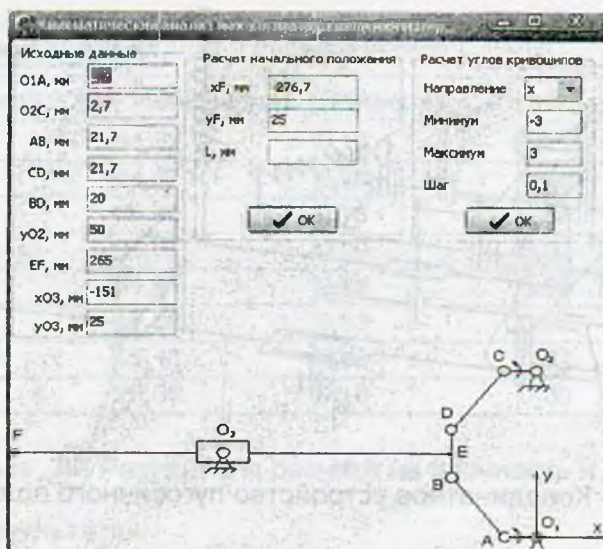 Исходные данные
O1A, мм
O2C, мм 2,7
AB, мм 21,7
CD, мм 21,7
BD, мм 20
yO2, мм 50
EF, мм 265
xO3, мм -151
yO3, мм 25
Расчет начального положания
xF, мм -276,7
yF, мм 25
L, мм
OK
Расчет углов кривошипов
Направление x
Минимум -3
Максимум 3
Шаг 0,1
OK
C O₂
D
F O₃ E
B y
A O₁ x